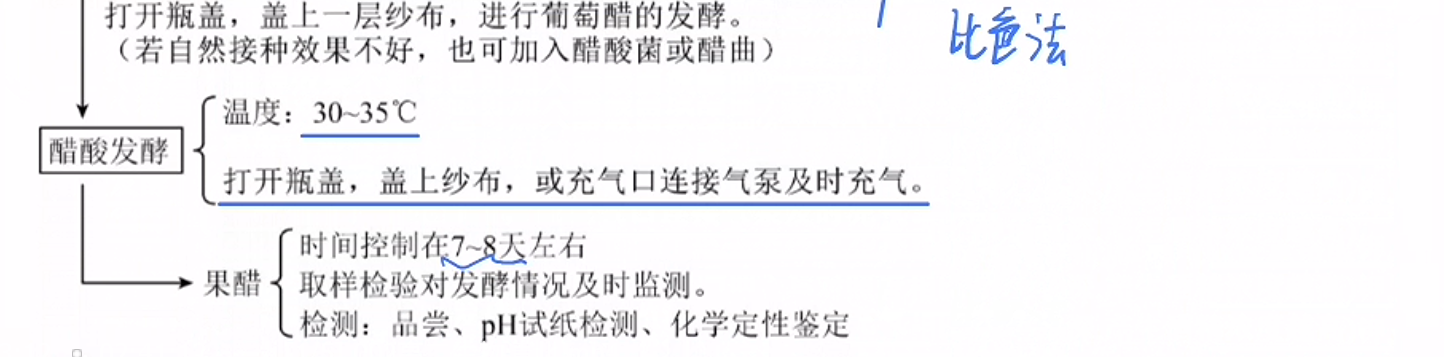 打开瓶盖，盖上一层纱布，进行葡萄醋的发酵。
（若自然接种效果不好，也可加入醋酸菌或醋曲）
比色法
温度：30~35℃
醋酸发酵
打开瓶盖，盖上纱布，或充气口连接气泵及时充气。
时间控制在7~8天左右
果醋
取样检验对发酵情况及时监测。
检测：品尝、pH试纸检测、化学定性鉴定